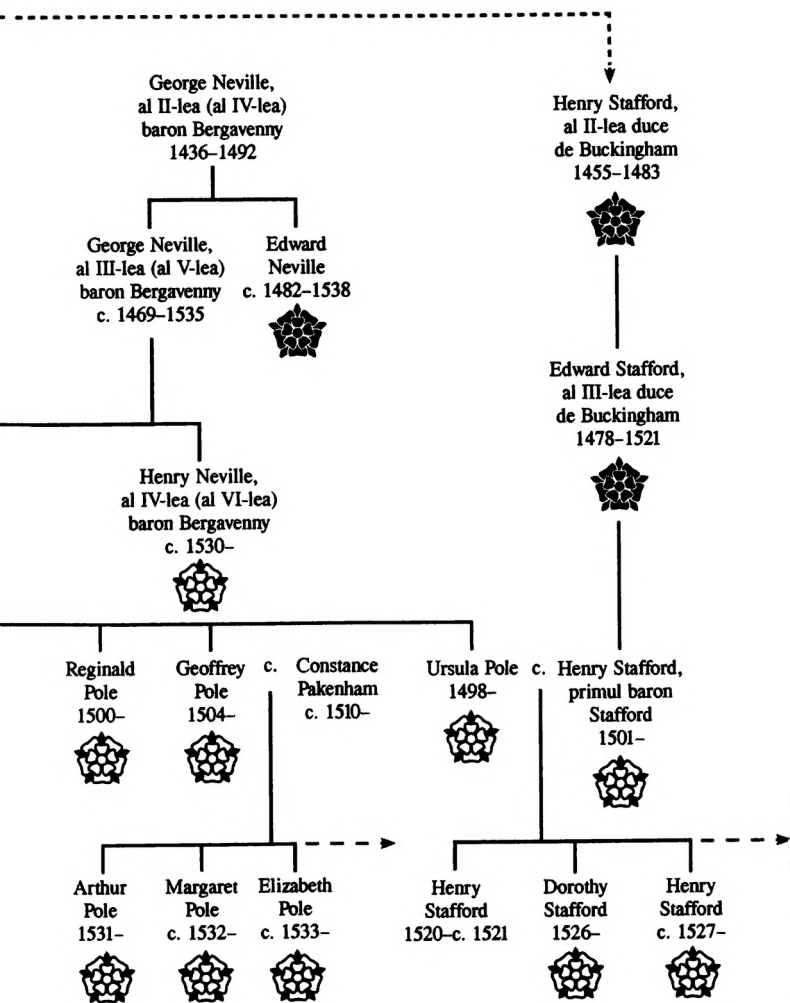 George Neville,
al II-lea (al IV-lea)
baron Bergavenny
1436–1492
Henry Stafford,
al II-lea duce
de Buckingham
1455–1483
George Neville,
al III-lea (al V-lea)
baron Bergavenny
c. 1469–1535
Edward
Neville
c. 1482–1538
Edward Stafford,
al III-lea duce
de Buckingham
1478–1521
Henry Neville,
al IV-lea (al VI-lea)
baron Bergavenny
c. 1530–
Reginald
Pole
1500–
Geoffrey
Pole
1504–
c.
Constance
Pakenham
c. 1510–
Ursula Pole
1498–
c.
Henry Stafford,
primul baron
Stafford
1501–
Arthur
Pole
1531–
Margaret
Pole
c. 1532–
Elizabeth
Pole
c. 1533–
Henry
Stafford
1520–c. 1521
Dorothy
Stafford
1526–
Henry
Stafford
c. 1527–